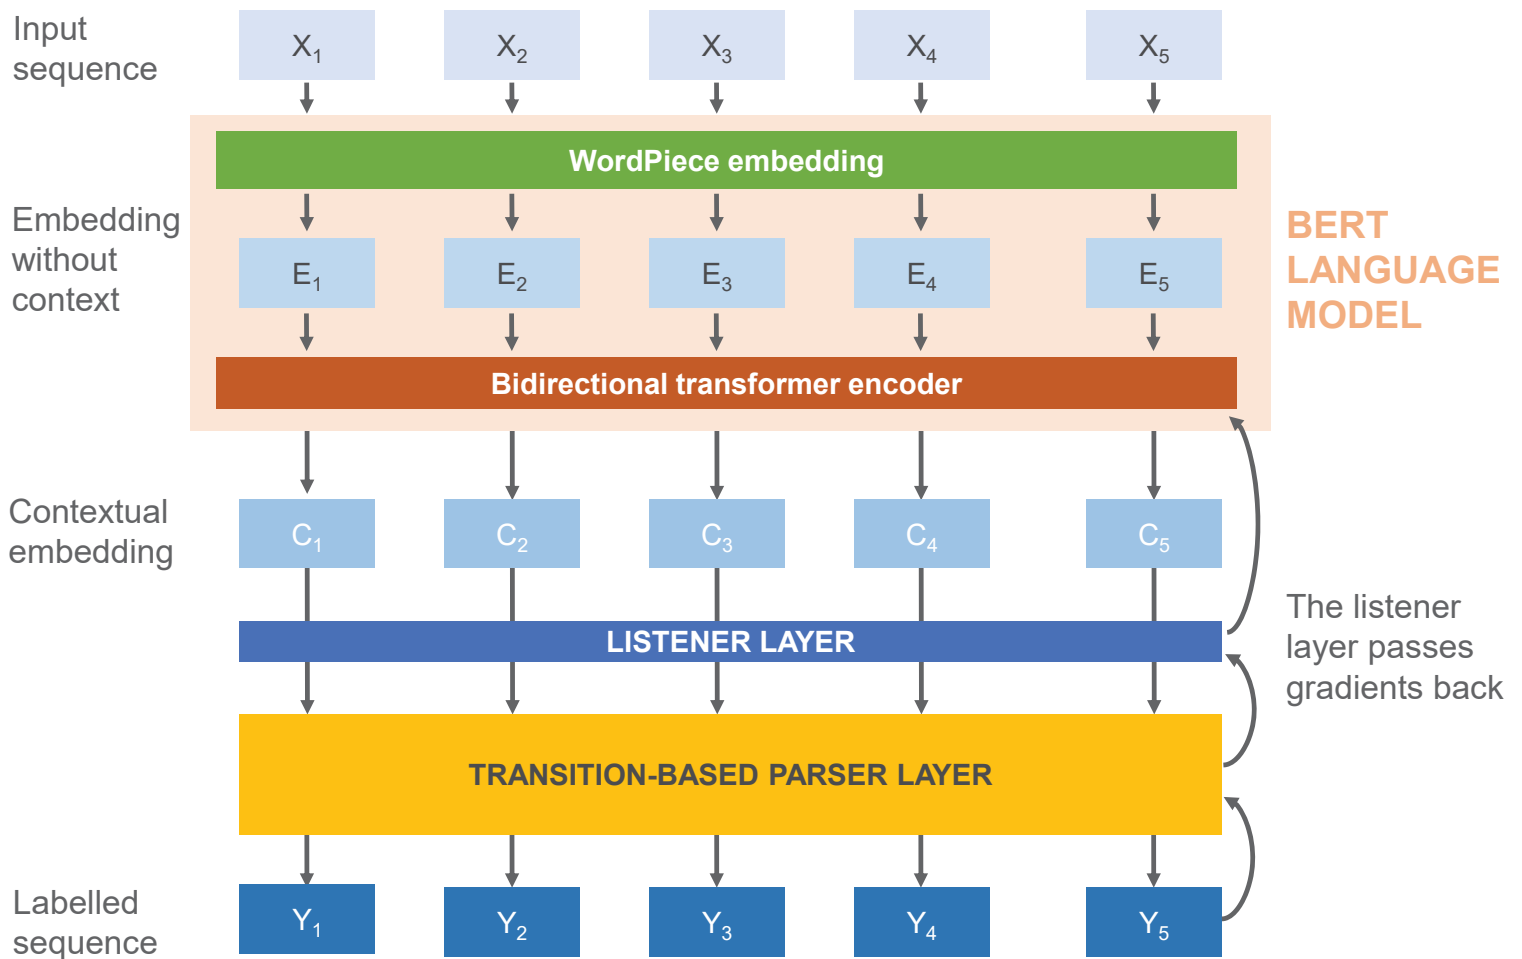 Input
sequence
X1 X2 X3 X4 X5
WordPiece embedding
Embedding
without
context
E1 E2 E3 E4 E5
BERT
LANGUAGE
MODEL
Bidirectional transformer encoder
Contextual
embedding
C1 C2 C3 C4 C5
LISTENER LAYER
The listener
layer passes
gradients back
TRANSITION-BASED PARSER LAYER
Labelled
sequence
Y1 Y2 Y3 Y4 Y5